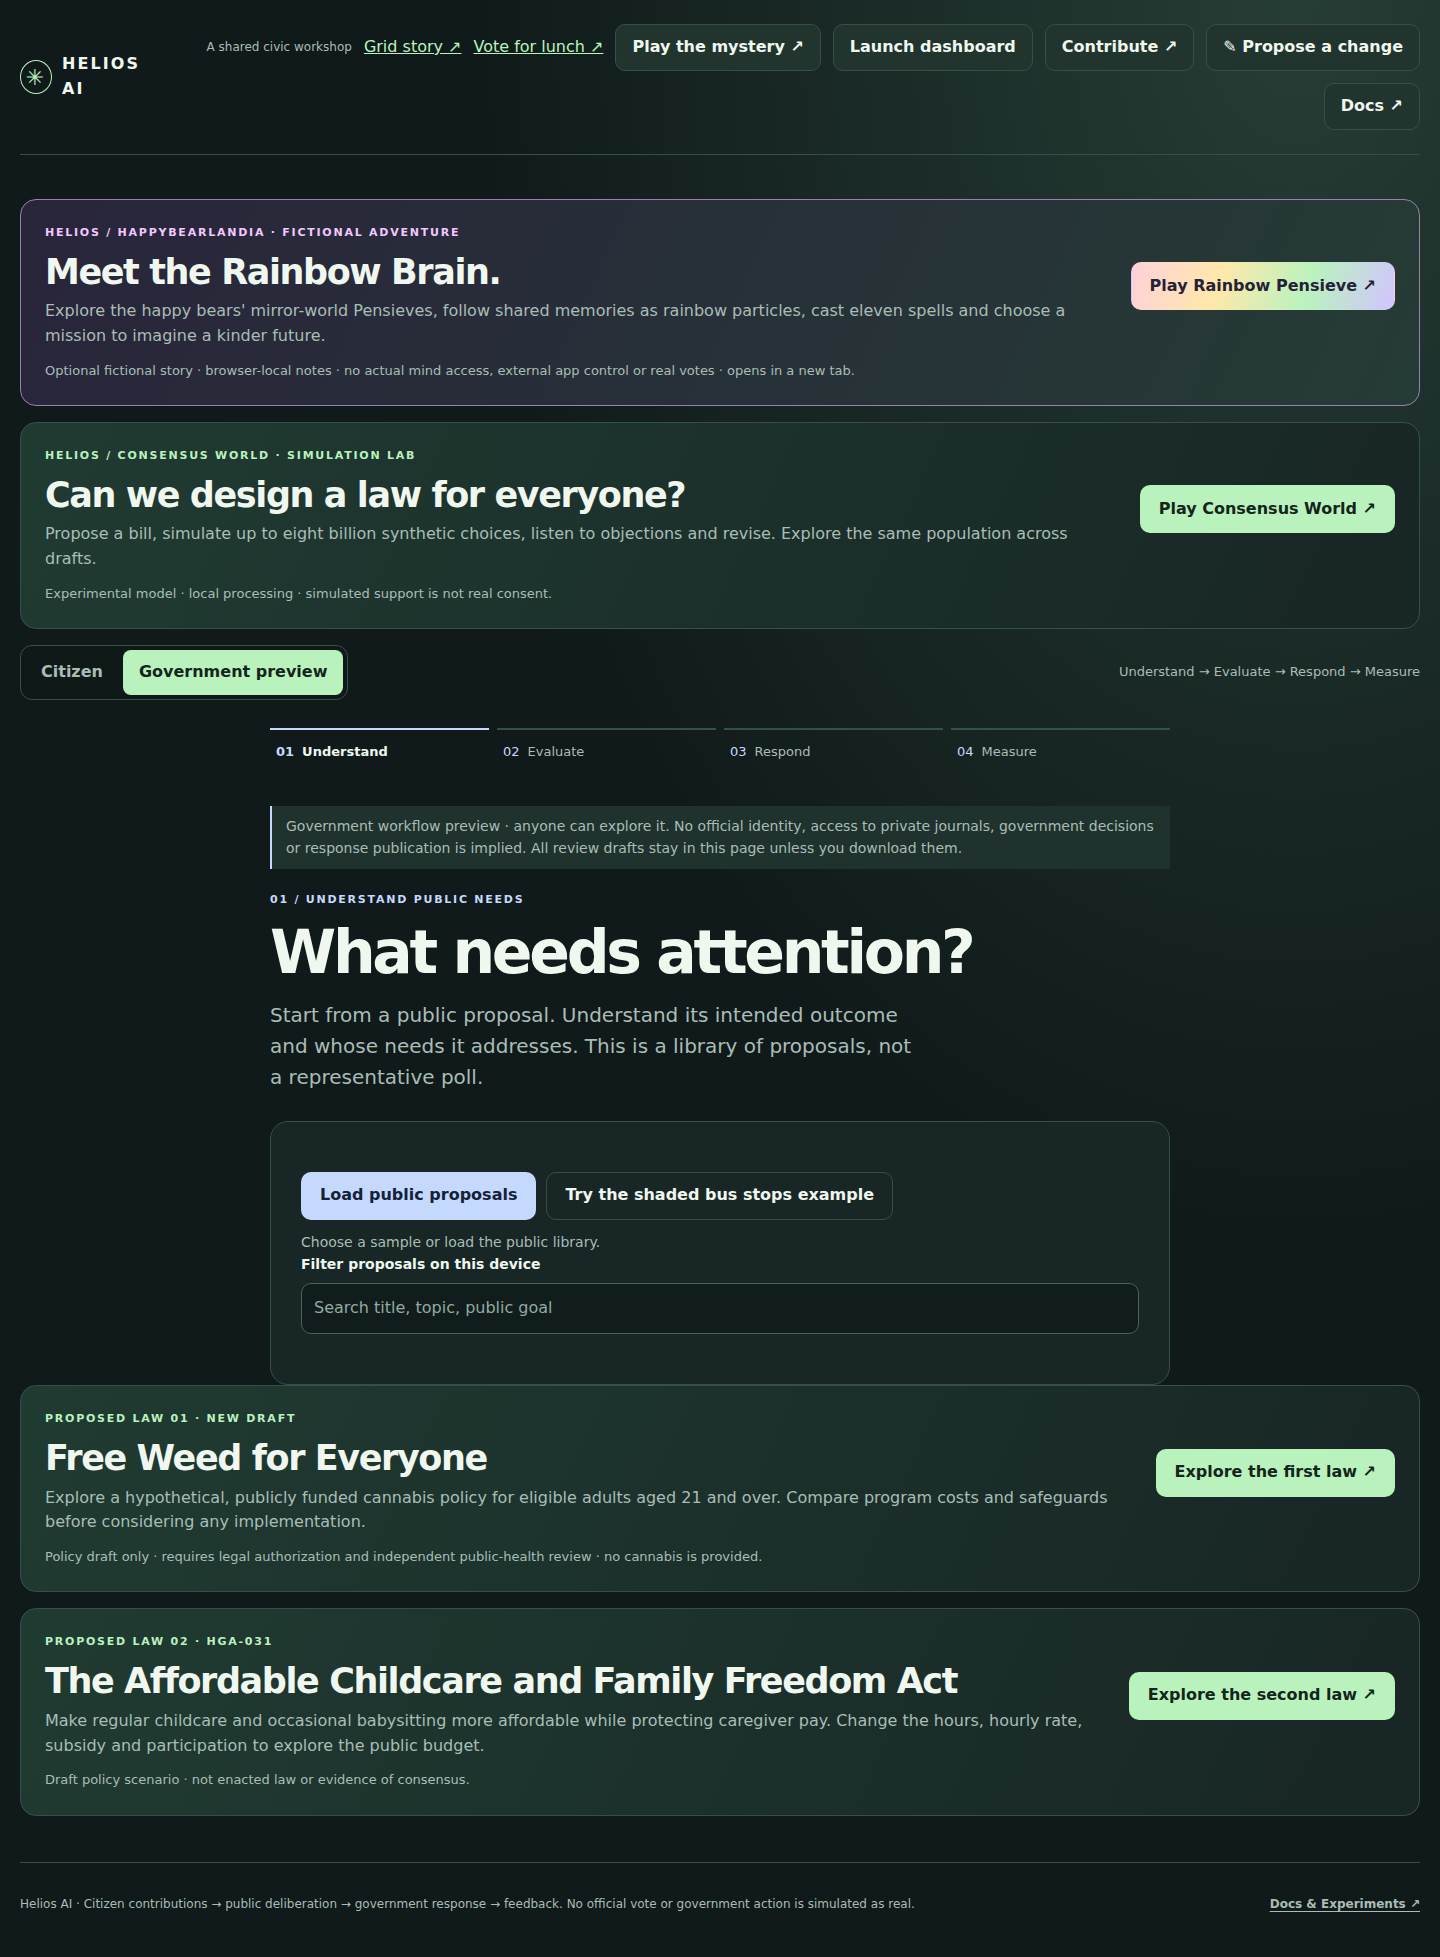 HELIOS
AI
A shared civic workshop
Grid story ↗
Vote for lunch ↗
Play the mystery ↗
Launch dashboard
Contribute ↗
✎ Propose a change
Docs ↗
HELIOS / HAPPYBEARLANDIA · FICTIONAL ADVENTURE
Meet the Rainbow Brain.
Explore the happy bears' mirror-world Pensieves, follow shared memories as rainbow particles, cast eleven spells and choose a
mission to imagine a kinder future.
Optional fictional story · browser-local notes · no actual mind access, external app control or real votes · opens in a new tab.
Play Rainbow Pensieve ↗
HELIOS / CONSENSUS WORLD · SIMULATION LAB
Can we design a law for everyone?
Propose a bill, simulate up to eight billion synthetic choices, listen to objections and revise. Explore the same population across
drafts.
Experimental model · local processing · simulated support is not real consent.
Play Consensus World ↗
Citizen
Government preview
Understand → Evaluate → Respond → Measure
01 Understand
02 Evaluate
03 Respond
04 Measure
Government workflow preview · anyone can explore it. No official identity, access to private journals, government decisions
or response publication is implied. All review drafts stay in this page unless you download them.
01 / UNDERSTAND PUBLIC NEEDS
What needs attention?
Start from a public proposal. Understand its intended outcome
and whose needs it addresses. This is a library of proposals, not
a representative poll.
Load public proposals
Try the shaded bus stops example
Choose a sample or load the public library.
Filter proposals on this device
Search title, topic, public goal
PROPOSED LAW 01 · NEW DRAFT
Free Weed for Everyone
Explore a hypothetical, publicly funded cannabis policy for eligible adults aged 21 and over. Compare program costs and safeguards
before considering any implementation.
Policy draft only · requires legal authorization and independent public-health review · no cannabis is provided.
Explore the first law ↗
PROPOSED LAW 02 · HGA-031
The Affordable Childcare and Family Freedom Act
Make regular childcare and occasional babysitting more affordable while protecting caregiver pay. Change the hours, hourly rate,
subsidy and participation to explore the public budget.
Draft policy scenario · not enacted law or evidence of consensus.
Explore the second law ↗
Helios AI · Citizen contributions → public deliberation → government response → feedback. No official vote or government action is simulated as real.
Docs & Experiments ↗